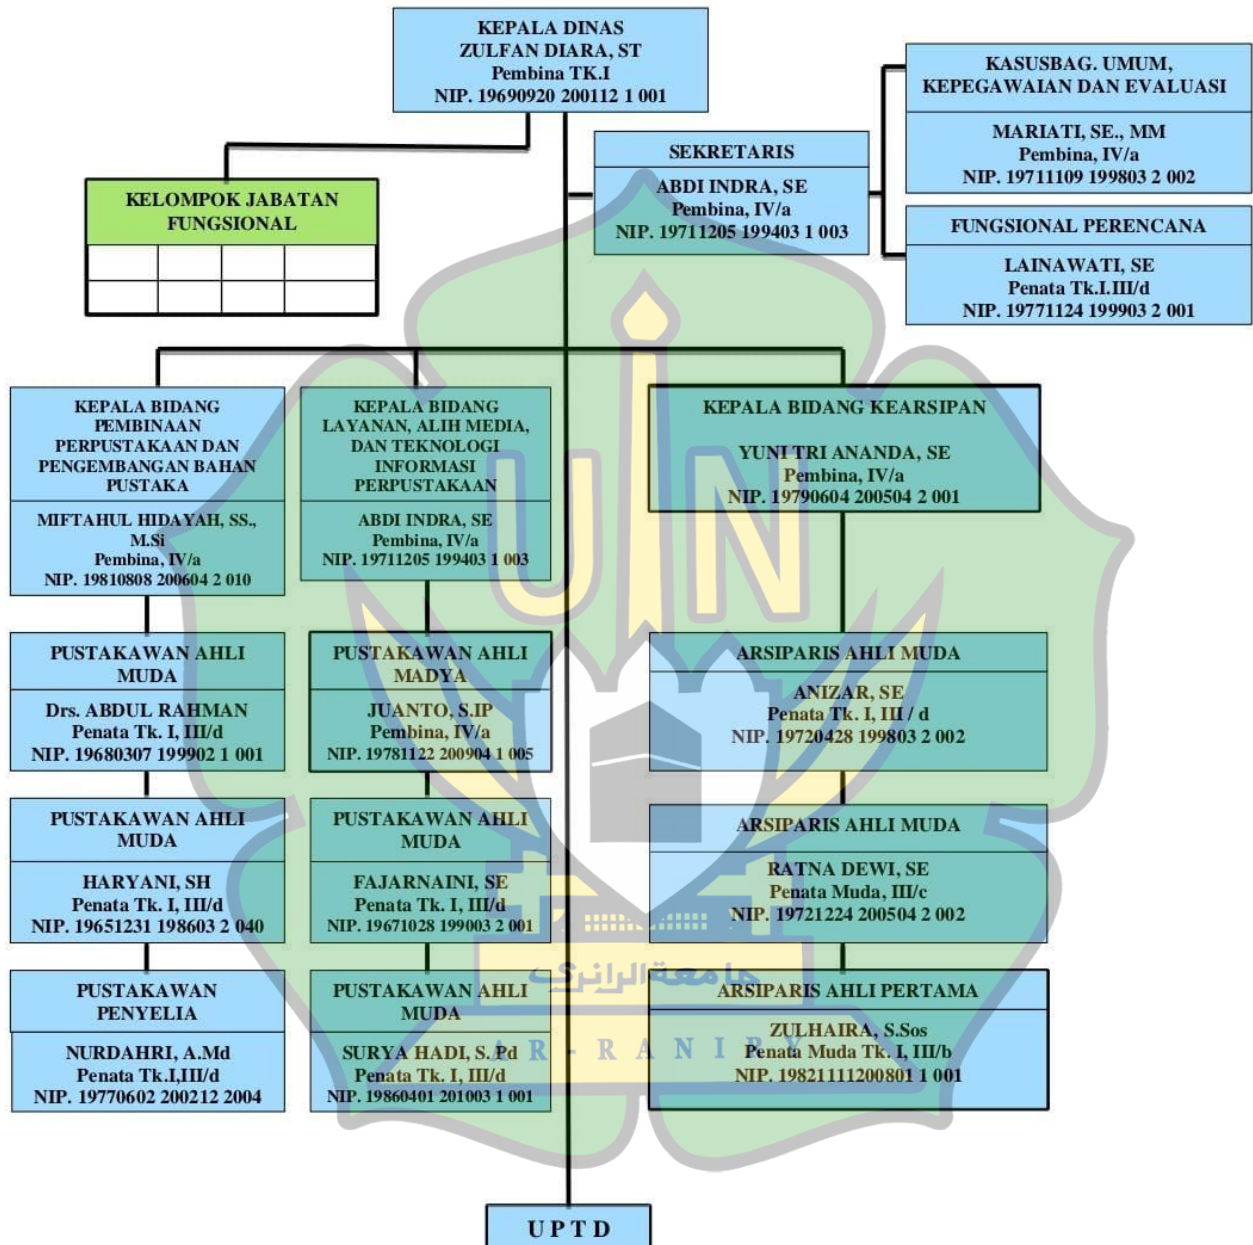 KEPALA DINAS
ZULFAN DIARA, ST
Pembina TK.I
NIP. 19690920 200112 1 001
KASUSBAG. UMUM,
KEPEGAWAIAN DAN EVALUASI
MARIATI, SE., MM
Pembina, IV/a
NIP. 19711109 199803 2 002
SEKRETARIS
ABDI INDRA, SE
Pembina, IV/a
NIP. 19711205 199403 1 003
KELOMPOK JABATAN
FUNGSIONAL
FUNGSIONAL PERENCANA
LAINAWATI, SE
Penata Tk.I.III/d
NIP. 19771124 199903 2 001
KEPALA BIDANG
PEMBINAAN
PERPUSTAKAAN DAN
PENGEMBANGAN BAHAN
PUSTAKA
MIFTAHUL HIDAYAH, SS.,
M.Si
Pembina, IV/a
NIP. 19810808 200604 2 010
KEPALA BIDANG
LAYANAN, ALIH MEDIA,
DAN TEKNOLOGI
INFORMASI
PERPUSTAKAAN
ABDI INDRA, SE
Pembina, IV/a
NIP. 19711205 199403 1 003
KEPALA BIDANG KEARSIPAN
YUNI TRI ANANDA, SE
Pembina, IV/a
NIP. 19790604 200504 2 001
UIN
PUSTAKAWAN AHLI
MUDA
Drs. ABDUL RAHMAN
Penata Tk. I, III/d
NIP. 19680307 199902 1 001
PUSTAKAWAN AHLI
MADYA
JUANTO, S.IP
Pembina, IV/a
NIP. 19781122 200904 1 005
ARSIPARIS AHLI MUDA
ANIZAR, SE
Penata Tk. I, III / d
NIP. 19720428 199803 2 002
PUSTAKAWAN AHLI
MUDA
HARYANI, SH
Penata Tk. I, III/d
NIP. 19651231 198603 2 040
PUSTAKAWAN AHLI
MUDA
FAJARNAINI, SE
Penata Tk. I, III/d
NIP. 19671028 199003 2 001
ARSIPARIS AHLI MUDA
RATNA DEWI, SE
Penata Muda, III/c
NIP. 19721224 200504 2 002
جامعة الرانري
PUSTAKAWAN
PENYELIA
NURDAHRI, A.Md
Penata Tk.I,III/d
NIP. 19770602 200212 2004
PUSTAKAWAN AHLI
MUDA
SURYA HADI, S. Pd
Penata Tk. I, III/d
NIP. 19860401 201003 1 001
ARSIPARIS AHLI PERTAMA
ZULHAIRA, S.Sos
Penata Muda Tk. I, III/b
NIP. 19821111200801 1 001
AR-RANIRY
UPTD